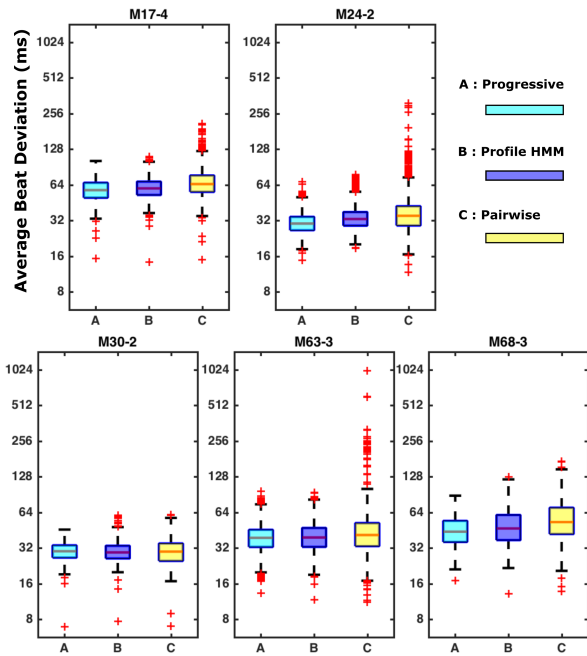 M17-4
M24-2
Average Beat Deviation (ms)
1024
512
256
128
64
32
16
8
A B C
1024
512
256
128
64
32
16
8
A B C
A : Progressive
B : Profile HMM
C : Pairwise
M30-2
M63-3
M68-3
1024
512
256
128
64
32
16
8
A B C
1024
512
256
128
64
32
16
8
A B C
1024
512
256
128
64
32
16
8
A B C